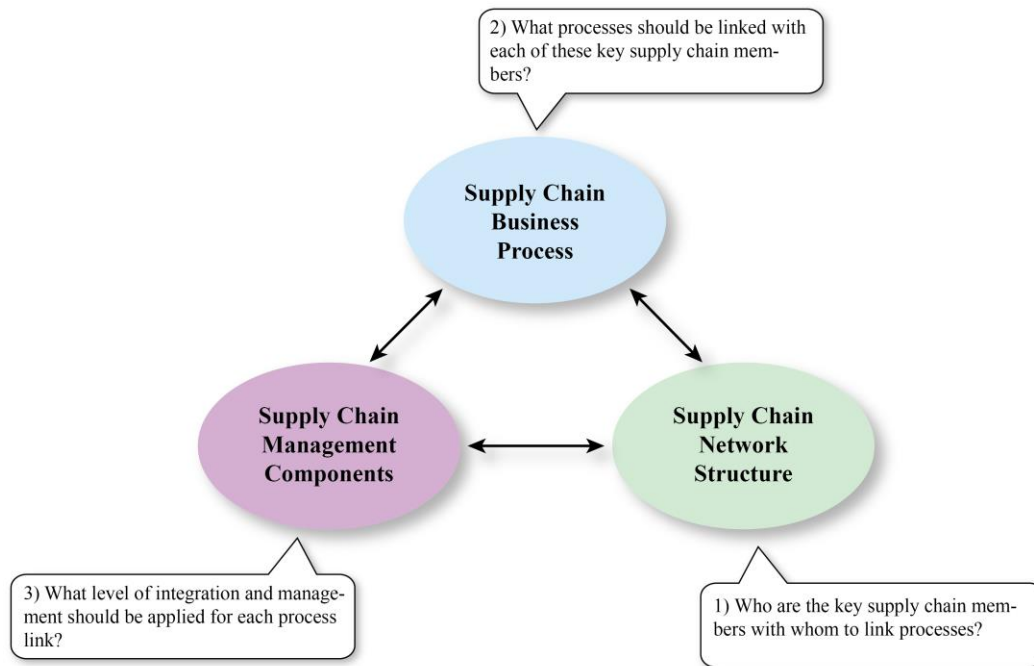 2) What processes should be linked with
each of these key supply chain mem-
bers?
Supply Chain
Business
Process
Supply Chain
Management
Components
Supply Chain
Network
Structure
3) What level of integration and manage-
ment should be applied for each process
link?
1) Who are the key supply chain mem-
bers with whom to link processes?